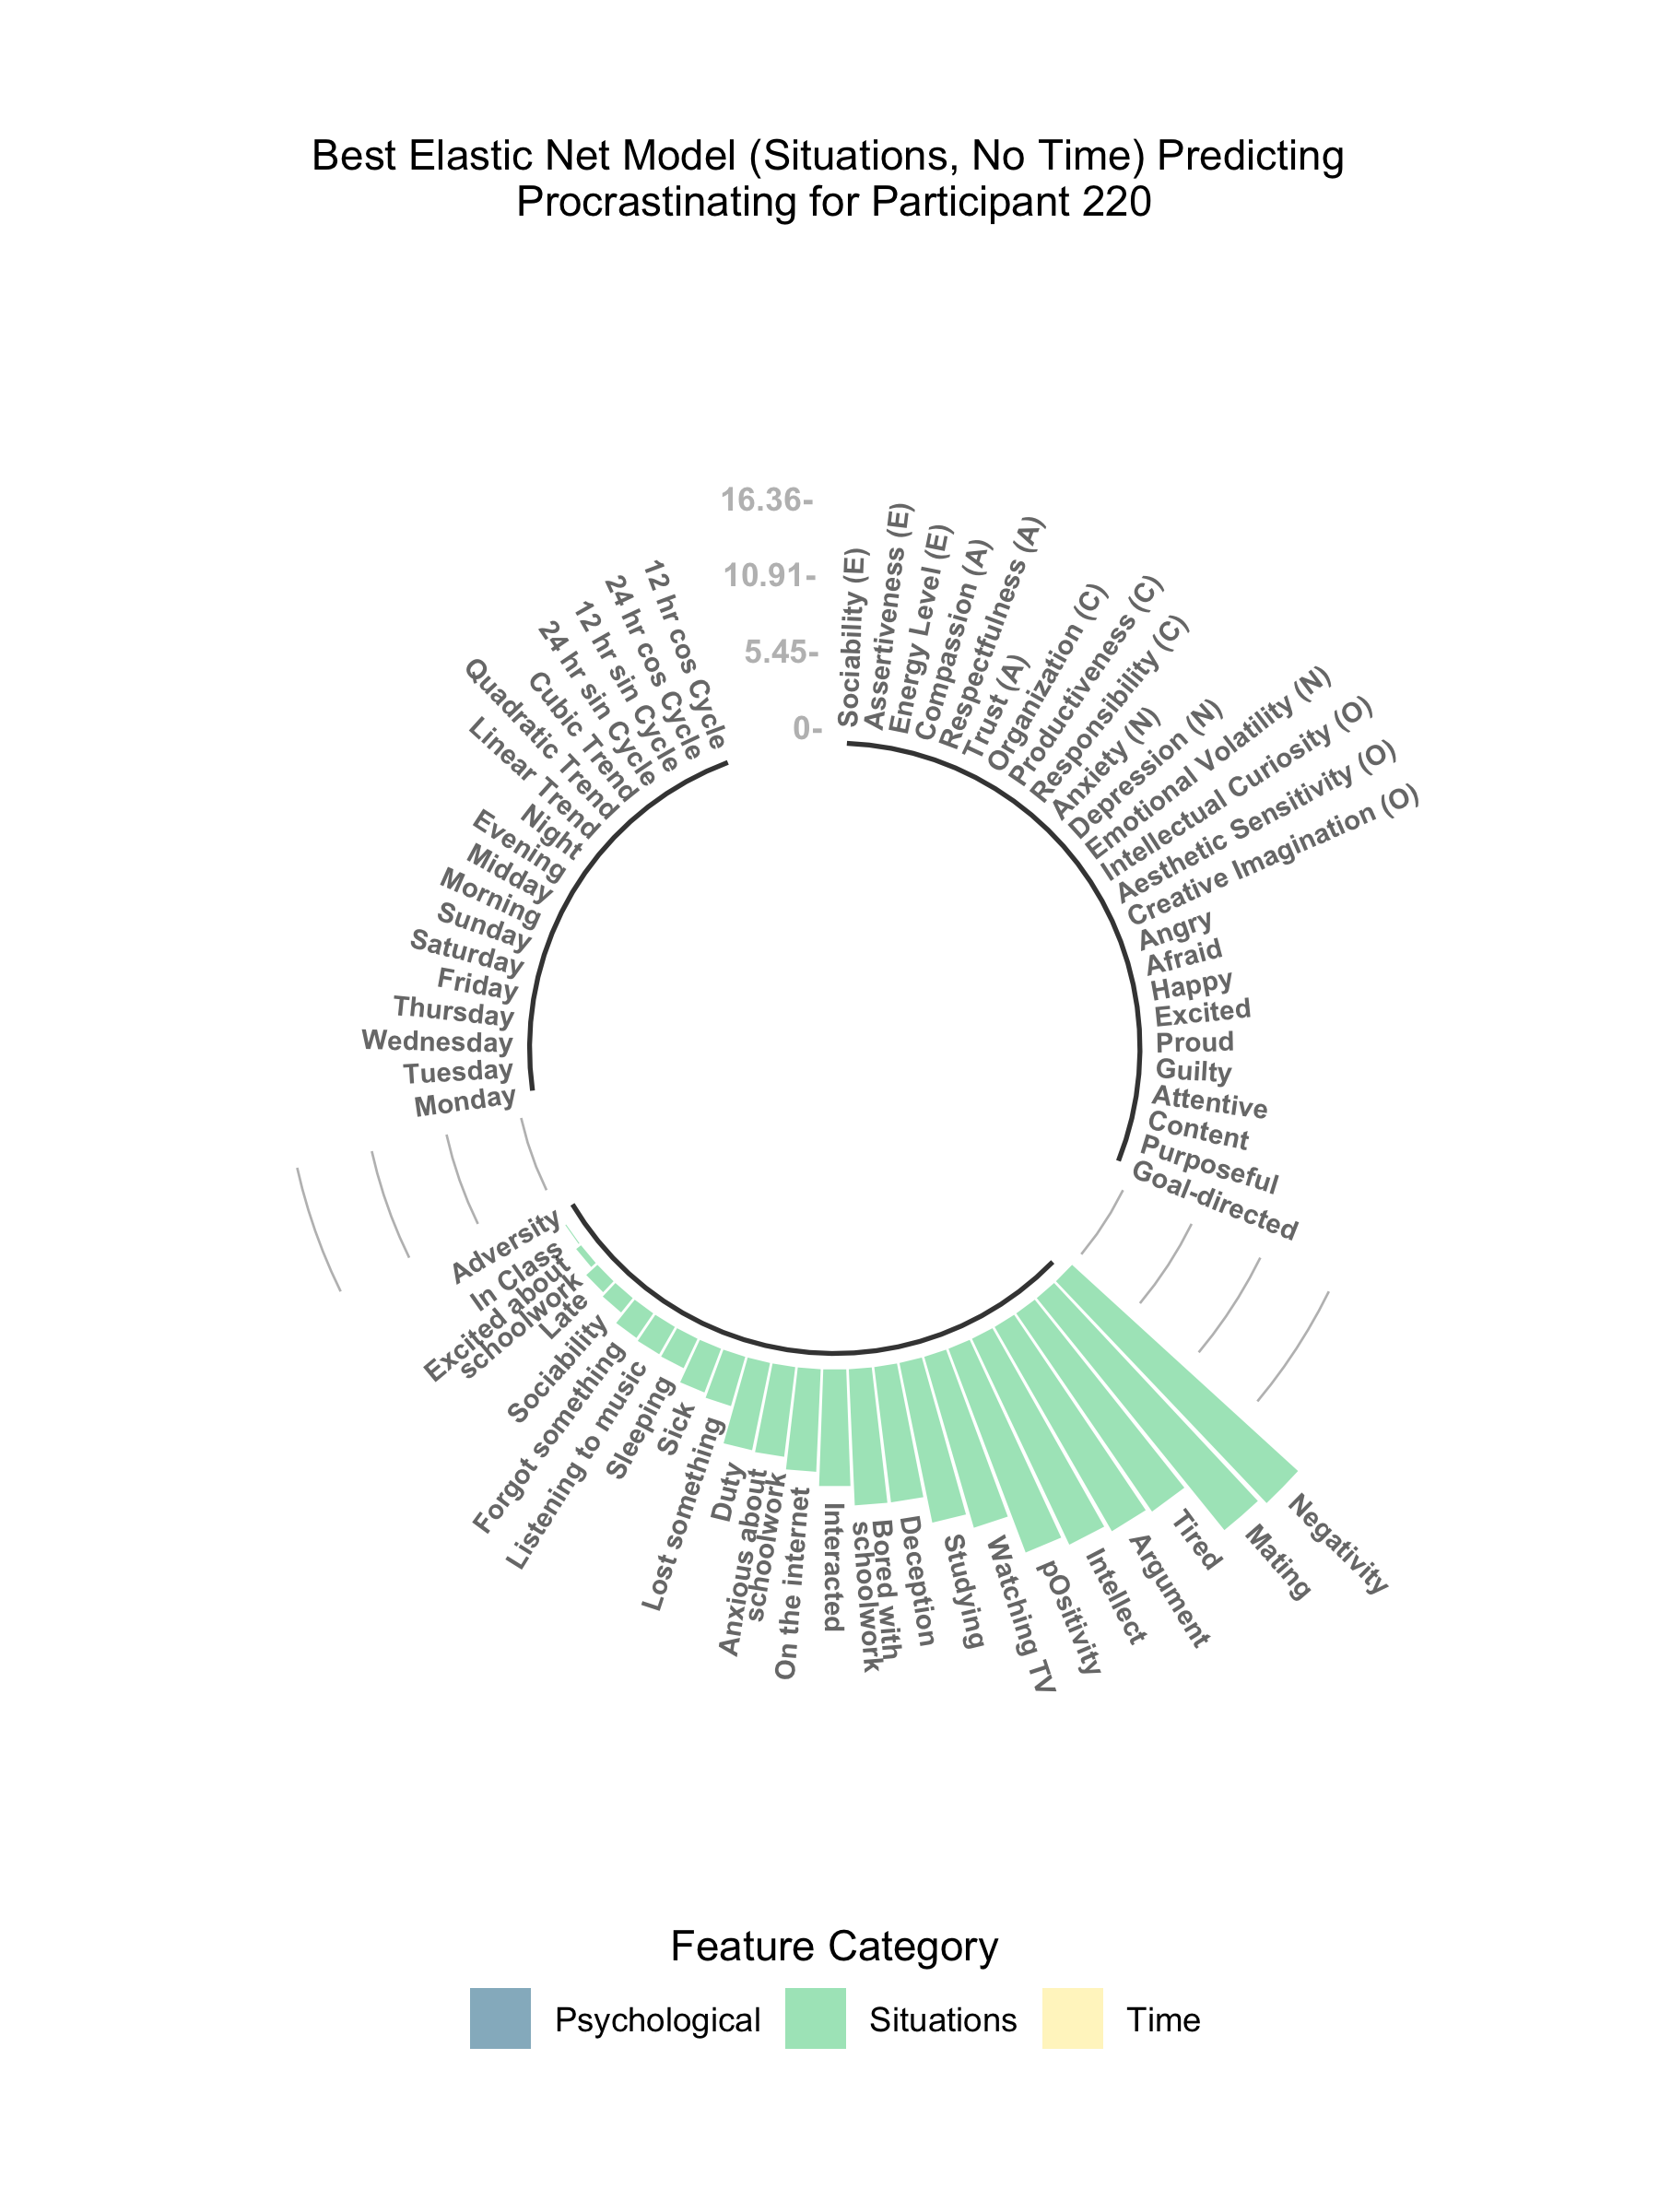 Best Elastic Net Model (Situations, No Time) Predicting
Procrastinating for Participant 220
16.36-
10.91-
5.45-
0-
Sociability (E)
Assertiveness (E)
Energy Level (E)
Compassion (A)
Respectfulness (A)
Trust (A)
Organization (C)
Productiveness (C)
Responsibility (C)
Anxiety (N)
Depression (N)
Emotional Volatility (N)
Intellectual Curiosity (O)
Aesthetic Sensitivity (O)
Creative Imagination (O)
Angry
Afraid
Happy
Excited
Proud
Guilty
Attentive
Content
Purposeful
Goal-directed
Negativity
Mating
Tired
Argument
Intellect
pOsitivity
Watching TV
Studying
Deception
Bored with
schoolwork
Interacted
On the internet
Anxious about
schoolwork
Duty
Lost something
Sick
Sleeping
Listening to music
Forgot something
Sociability
Late
Excited about
schoolwork
In Class
Adversity
Monday
Tuesday
Wednesday
Thursday
Friday
Saturday
Sunday
Morning
Midday
Evening
Night
Linear Trend
Quadratic Trend
Cubic Trend
24 hr sin Cycle
12 hr sin Cycle
24 hr cos Cycle
12 hr cos Cycle
Feature Category
Psychological
Situations
Time